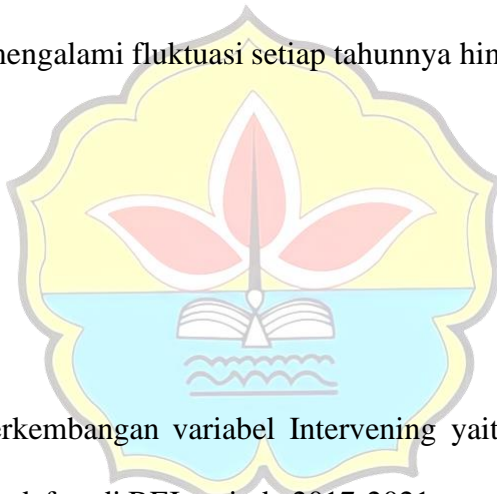 mengalami fluktuasi setiap tahunnya hin
erkembangan variabel Intervening yait
di BEI periode 2017-2021